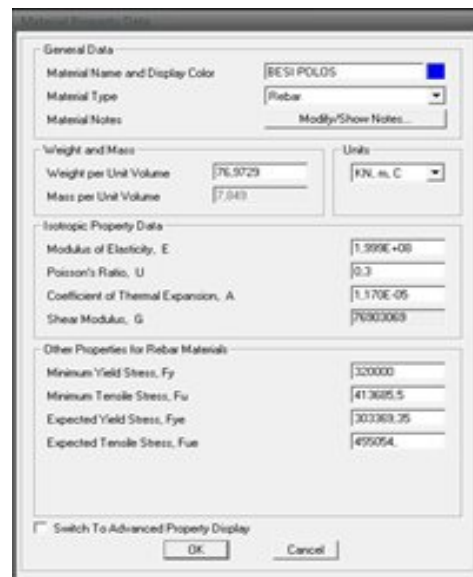 Material Property Data
General Data
Material Name and Display Color BESI POLOS
Material Type Rebar
Material Notes Modify/Show Notes...
Weight and Mass Units
Weight per Unit Volume 76,9729 KN, m, C
Mass per Unit Volume 7,849
Isotropic Property Data
Modulus of Elasticity, E 1,999E+08
Poisson's Ratio, U 0,3
Coefficient of Thermal Expansion, A 1,170E-05
Shear Modulus, G 76903069
Other Properties for Rebar Materials
Minimum Yield Stress, Fy 320000
Minimum Tensile Stress, Fu 413685,5
Expected Yield Stress, Fye 303369,35
Expected Tensile Stress, Fue 455054,
Switch To Advanced Property Display
OK Cancel